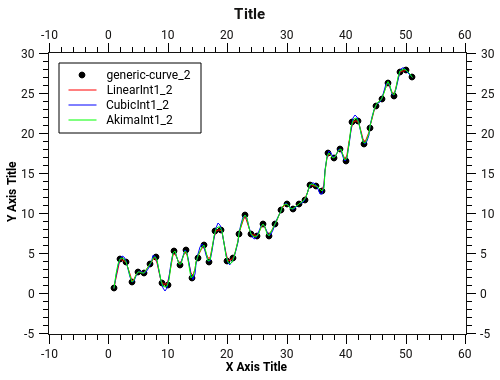 Title
-10 0 10 20 30 40 50 60
30 30
25 25
20 20
15 15
10 10
5 5
0 0
-5 -5
generic-curve_2
LinearInt1_2
CubicInt1_2
AkimaInt1_2
Y Axis Title
-10 0 10 20 30 40 50 60
X Axis Title